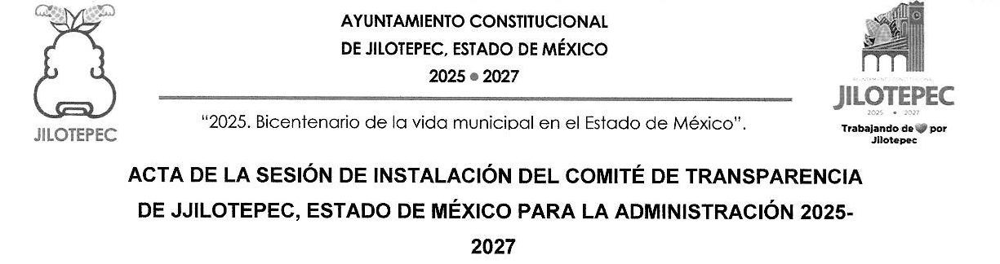 AYUNTAMIENTO CONSTITUCIONAL
DE JILOTEPEC, ESTADO DE MÉXICO
2025 • 2027
"2025. Bicentenario de la vida municipal en el Estado de México".
JILOTEPEC
AYUNTAMIENTO CONSTITUCIONAL
JILOTEPEC
2025 • 2027
Trabajando de 🖤 por
Jilotepec
ACTA DE LA SESIÓN DE INSTALACIÓN DEL COMITÉ DE TRANSPARENCIA
DE JJILOTEPEC, ESTADO DE MÉXICO PARA LA ADMINISTRACIÓN 2025-
2027